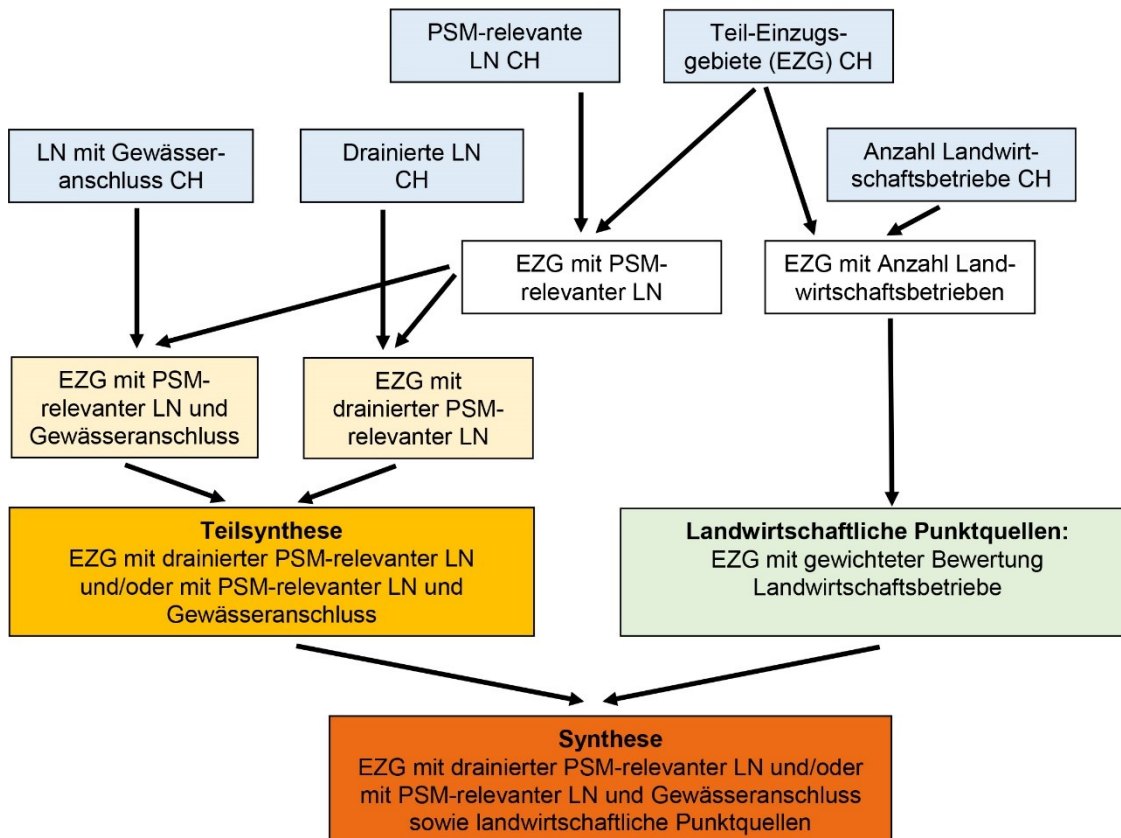 PSM-relevante
LN CH
Teil-Einzugs-
gebiete (EZG) CH
LN mit Gewässer-
anschluss CH
Drainierte LN
CH
Anzahl Landwirt-
schaftsbetriebe CH
EZG mit PSM-
relevanter LN
EZG mit Anzahl Land-
wirtschaftsbetrieben
EZG mit PSM-
relevanter LN und
Gewässeranschluss
EZG mit
drainierter PSM-
relevanter LN
Teilsynthese
EZG mit drainierter PSM-relevanter LN
und/oder mit PSM-relevanter LN und
Gewässeranschluss
Landwirtschaftliche Punktquellen:
EZG mit gewichteter Bewertung
Landwirtschaftsbetriebe
Synthese
EZG mit drainierter PSM-relevanter LN und/oder
mit PSM-relevanter LN und Gewässeranschluss
sowie landwirtschaftliche Punktquellen